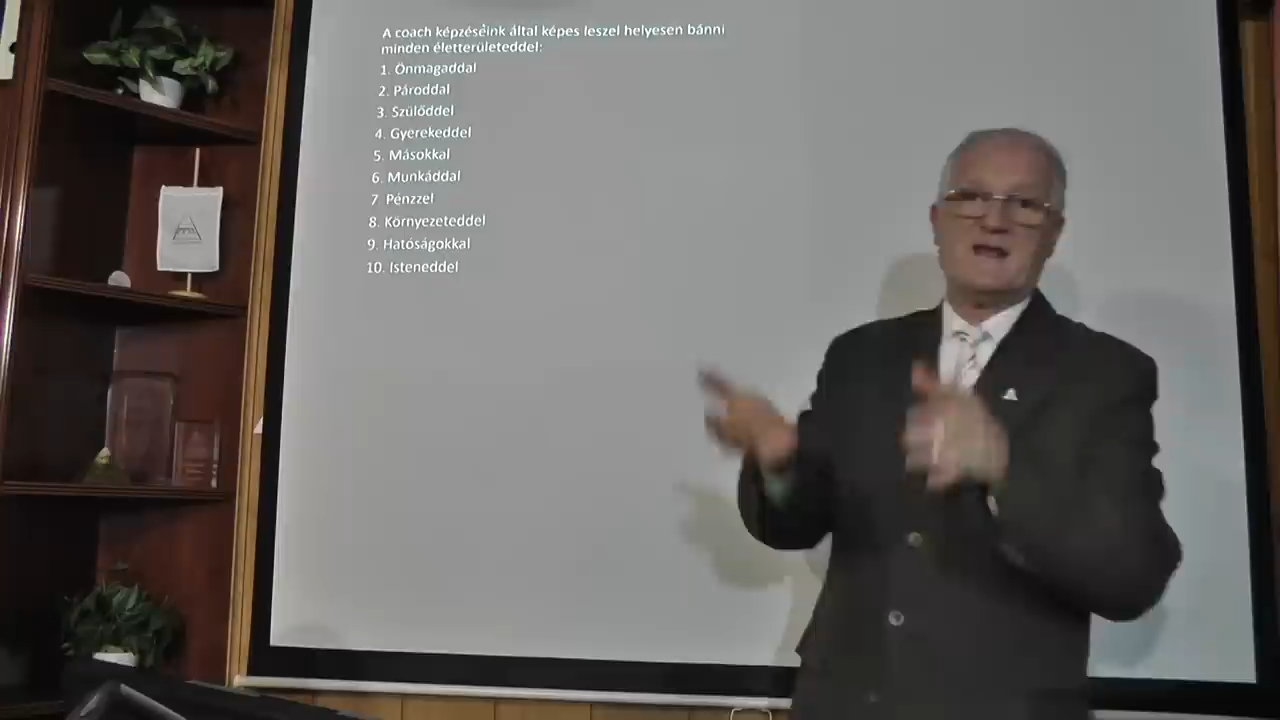 A coach képzéseink által képes leszel helyesen bánni
minden életterületeddel:
1. Önmagaddal
2. Pároddal
3. Szülőddel
4. Gyerekeddel
5. Másokkal
6. Munkáddal
7 Pénzzel
8. Környezeteddel
9. Hatóságokkal
10. Isteneddel